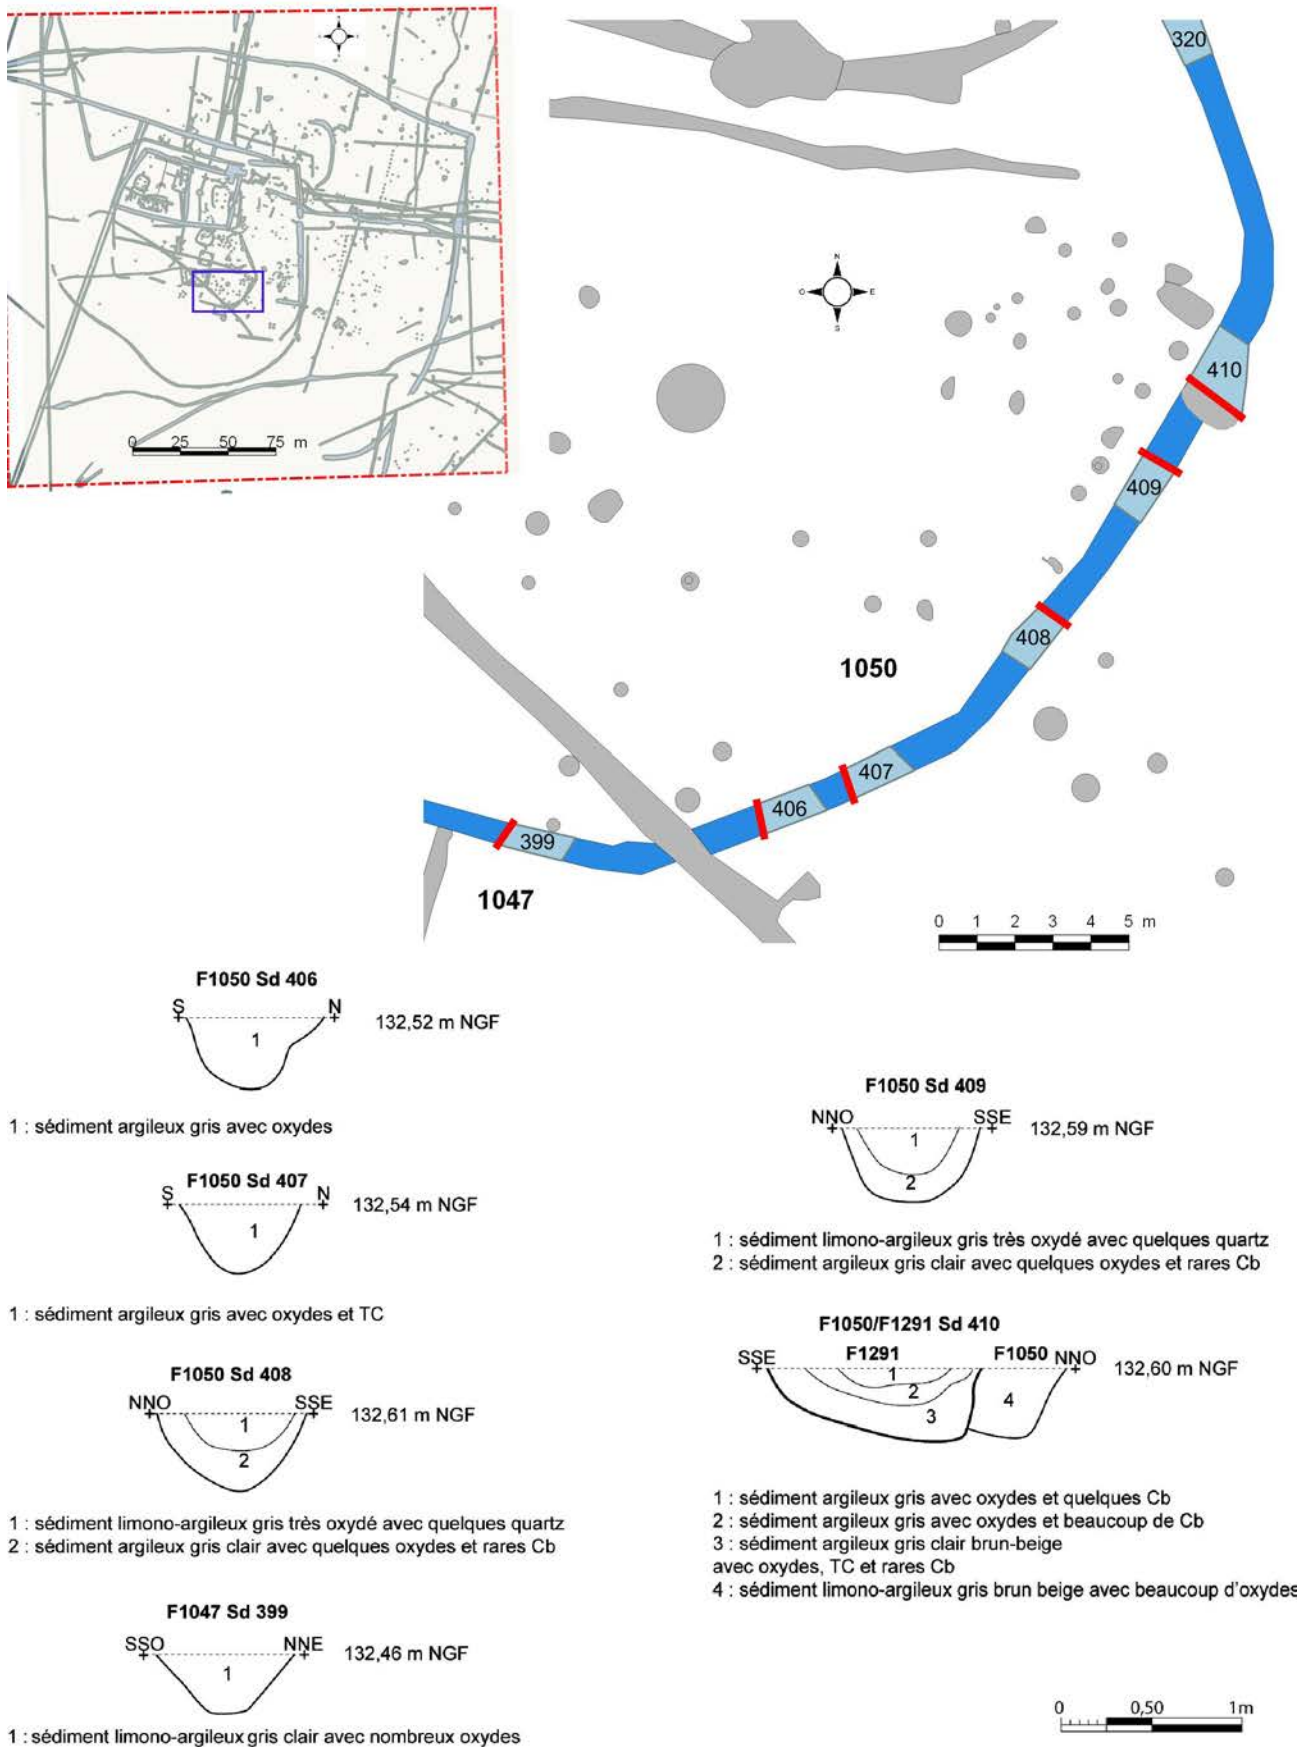 0 25 50 75 m
320
N
O E
S
410
409
408
1050
407
406
399
1047
0 1 2 3 4 5 m
F1050 Sd 406
S N
132,52 m NGF
1
1 : sédiment argileux gris avec oxydes
F1050 Sd 407
S N
132,54 m NGF
1
1 : sédiment argileux gris avec oxydes et TC
F1050 Sd 408
NNO SSE
132,61 m NGF
1
2
1 : sédiment limono-argileux gris très oxydé avec quelques quartz
2 : sédiment argileux gris clair avec quelques oxydes et rares Cb
F1047 Sd 399
SSO NNE
132,46 m NGF
1
1 : sédiment limono-argileux gris clair avec nombreux oxydes
F1050 Sd 409
NNO SSE
132,59 m NGF
1
2
1 : sédiment limono-argileux gris très oxydé avec quelques quartz
2 : sédiment argileux gris clair avec quelques oxydes et rares Cb
F1050/F1291 Sd 410
SSE F1291 F1050 NNO
132,60 m NGF
1
2
3
4
1 : sédiment argileux gris avec oxydes et quelques Cb
2 : sédiment argileux gris avec oxydes et beaucoup de Cb
3 : sédiment argileux gris clair brun-beige
avec oxydes, TC et rares Cb
4 : sédiment limono-argileux gris brun beige avec beaucoup d'oxydes
0 0,50 1m